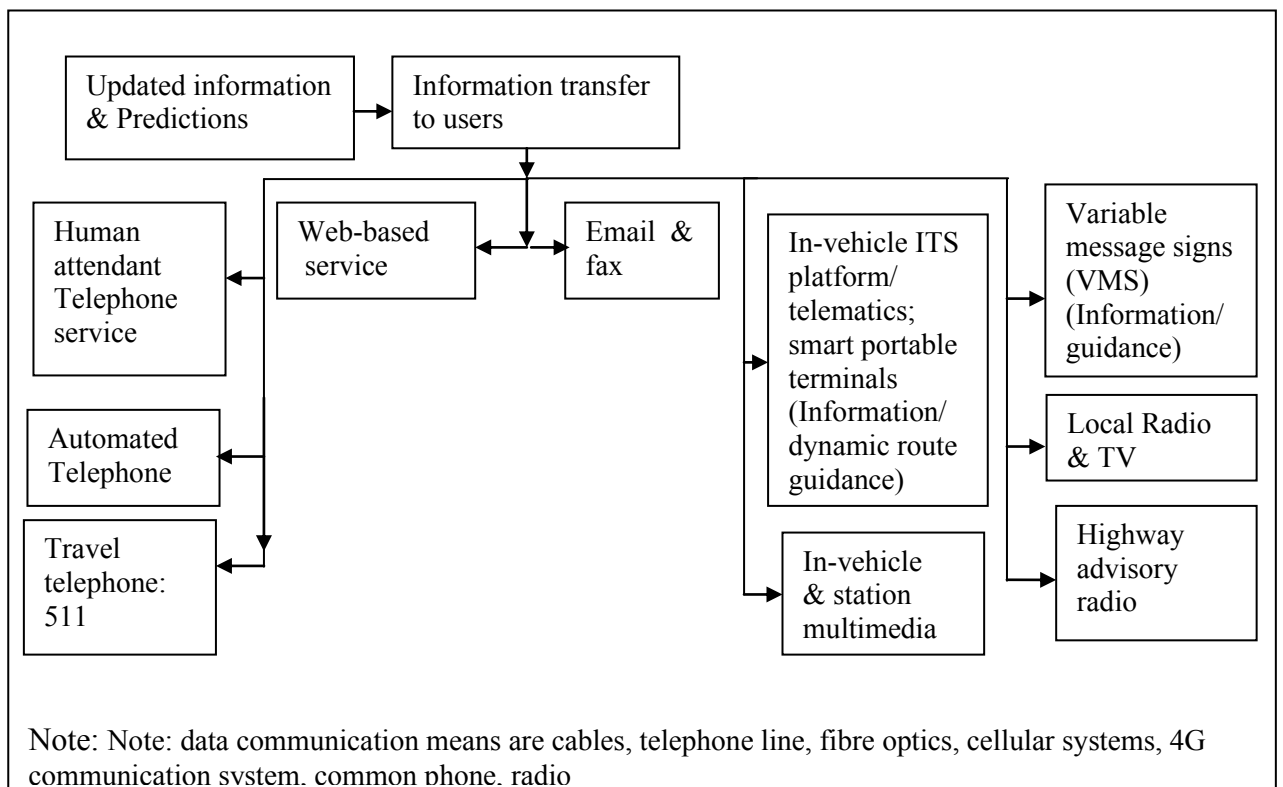 Updated information
& Predictions
Information transfer
to users
Human
attendant
Telephone
service
Web-based
service
Email &
fax
In-vehicle ITS
platform/
telematics;
smart portable
terminals
(Information/
dynamic route
guidance)
Variable
message signs
(VMS)
(Information/
guidance)
Automated
Telephone
Local Radio
& TV
Travel
telephone:
511
In-vehicle
& station
multimedia
Highway
advisory
radio
Note: Note: data communication means are cables, telephone line, fibre optics, cellular systems, 4G
communication system, common phone, radio